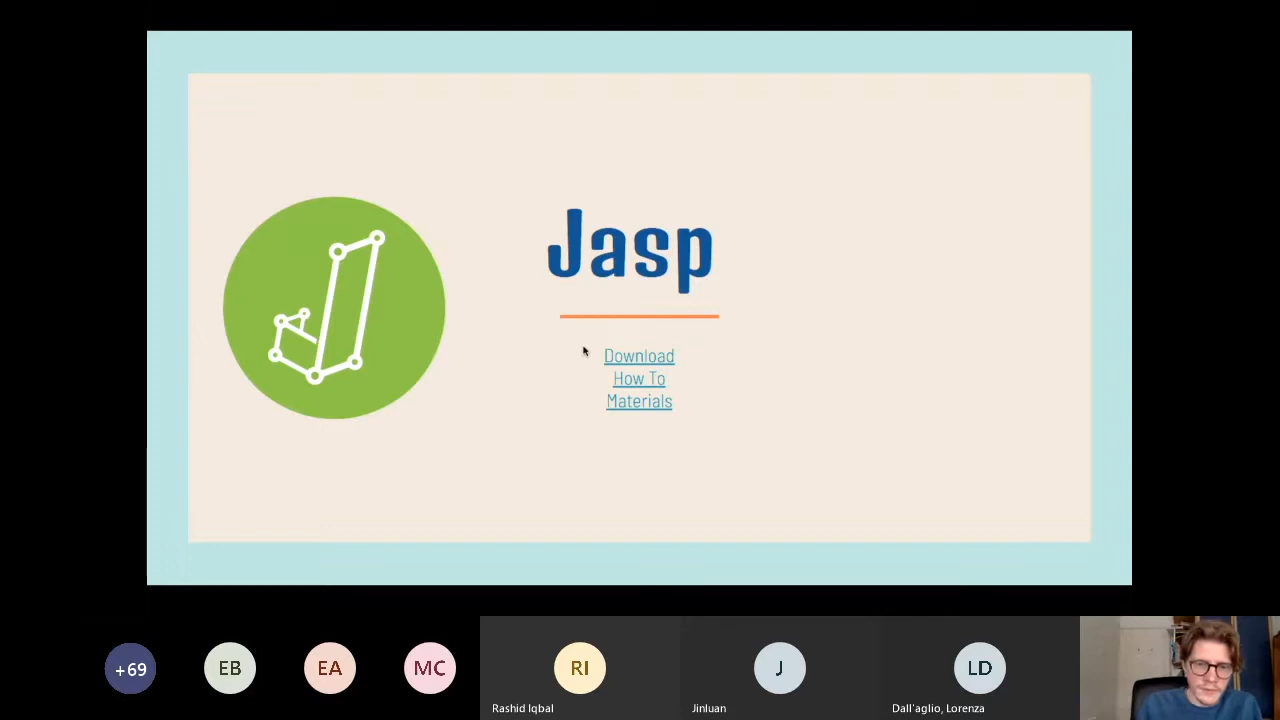 Jasp
Download
How To
Materials
+69
EB
EA
MC
RI
J
LD
Rashid Iqbal
Jinluan
Dall'aglio, Lorenza